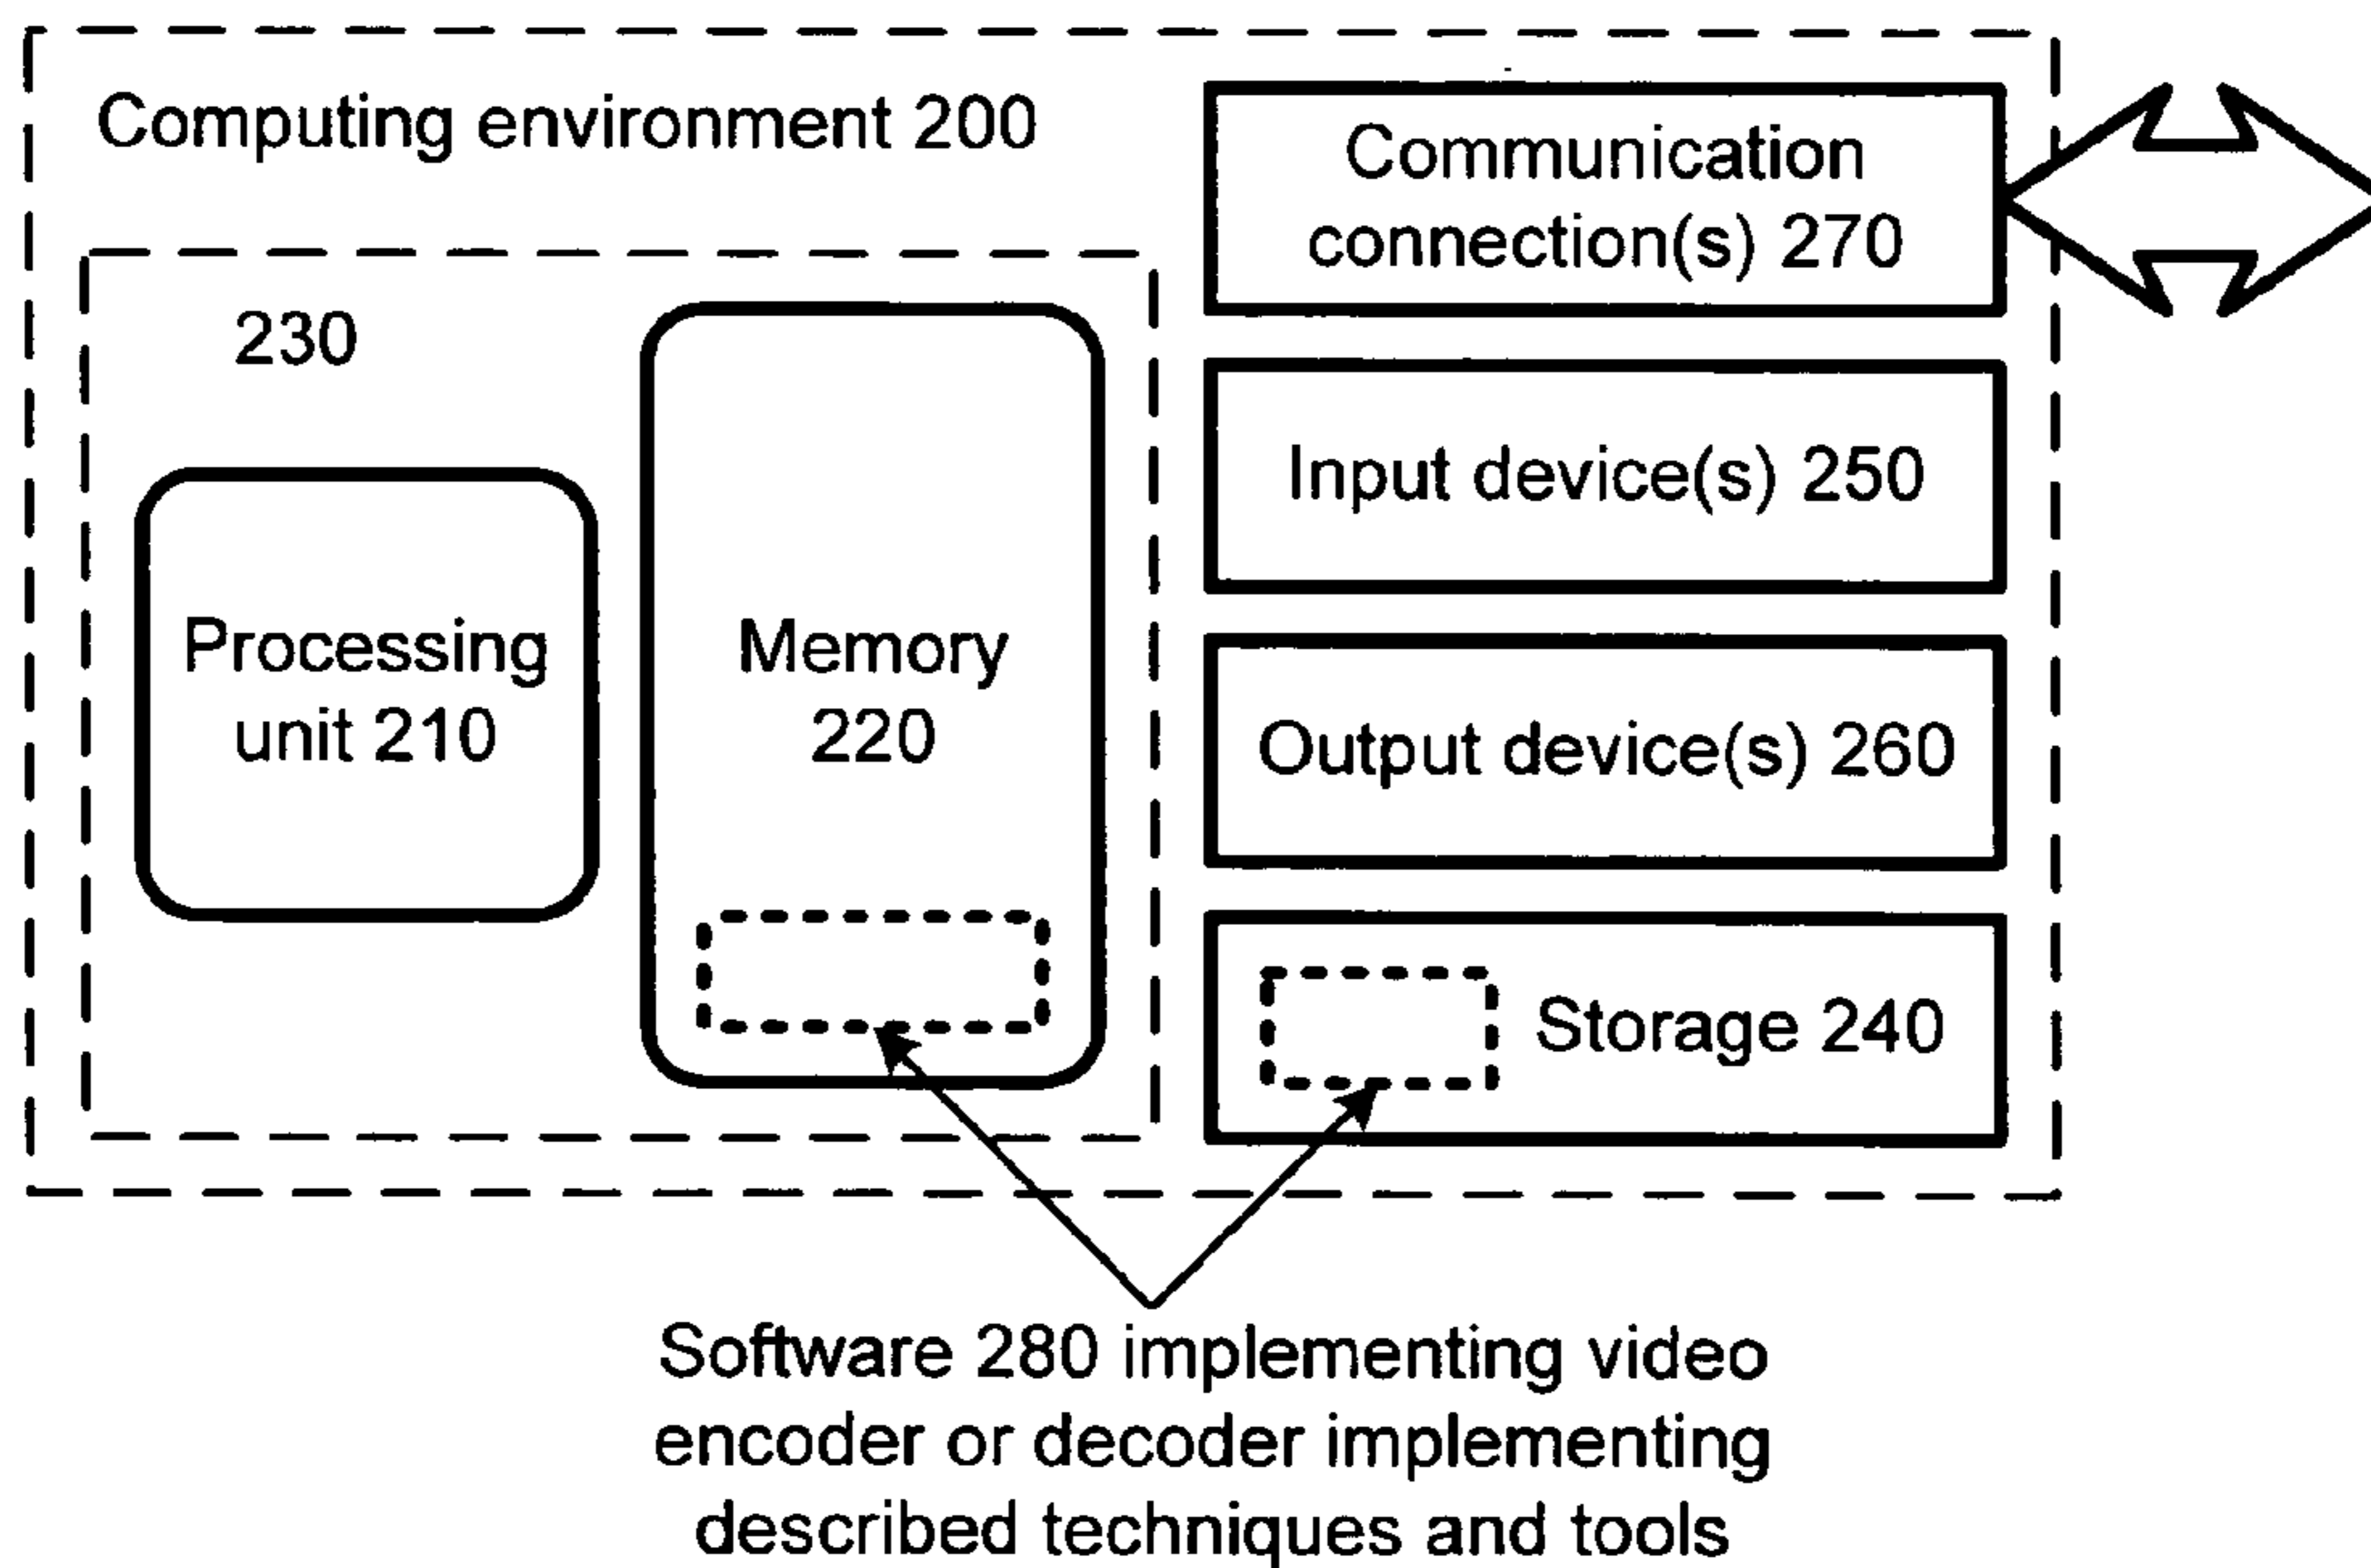 Computing environment 200
Communication
connection(s) 270
230
Input device(s) 250
Processing
unit 210
Memory
220
Output device(s) 260
Storage 240
Software 280 implementing video
encoder or decoder implementing
described techniques and tools